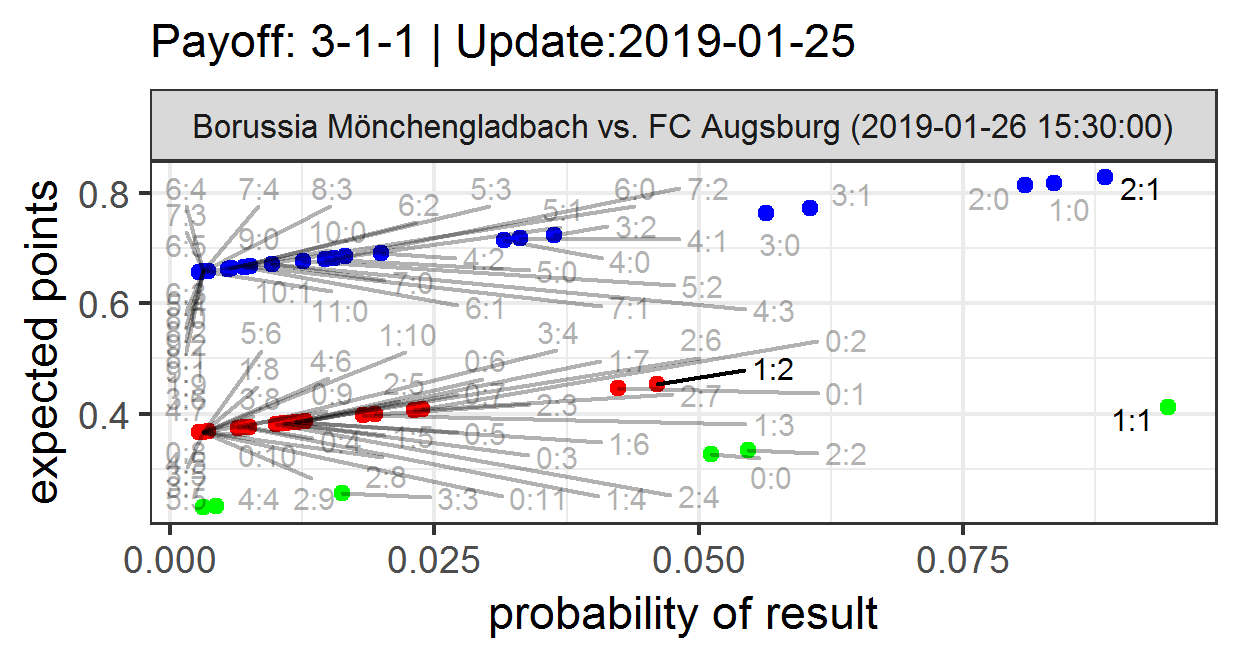 Payoff: 3-1-1 | Update:2019-01-25
Borussia Mönchengladbach vs. FC Augsburg (2019-01-26 15:30:00)
expected points
0.8
0.6
0.4
6:4 7:4 8:3 5:3 6:0 7:2 3:1 2:0 2:1
7:3 6:2 5:1 1:0
9:0 10:0 3:2
6:5 4:2 4:0 4:1 3:0
7:0 5:0 5:2
10:1 11:0 6:1 7:1 4:3
5:6 1:10 3:4 2:6 0:2
1:8 4:6 0:6 1:7 1:2
3:8 0:9 2:5 0:7 2:3 2:7 0:1
1:1
0:4 1:5 0:5 1:6 1:3
0:10 0:3 2:2
2:8 0:0
5:5 4:4 2:9 3:3 0:11 1:4 2:4
0.000 0.025 0.050 0.075
probability of result